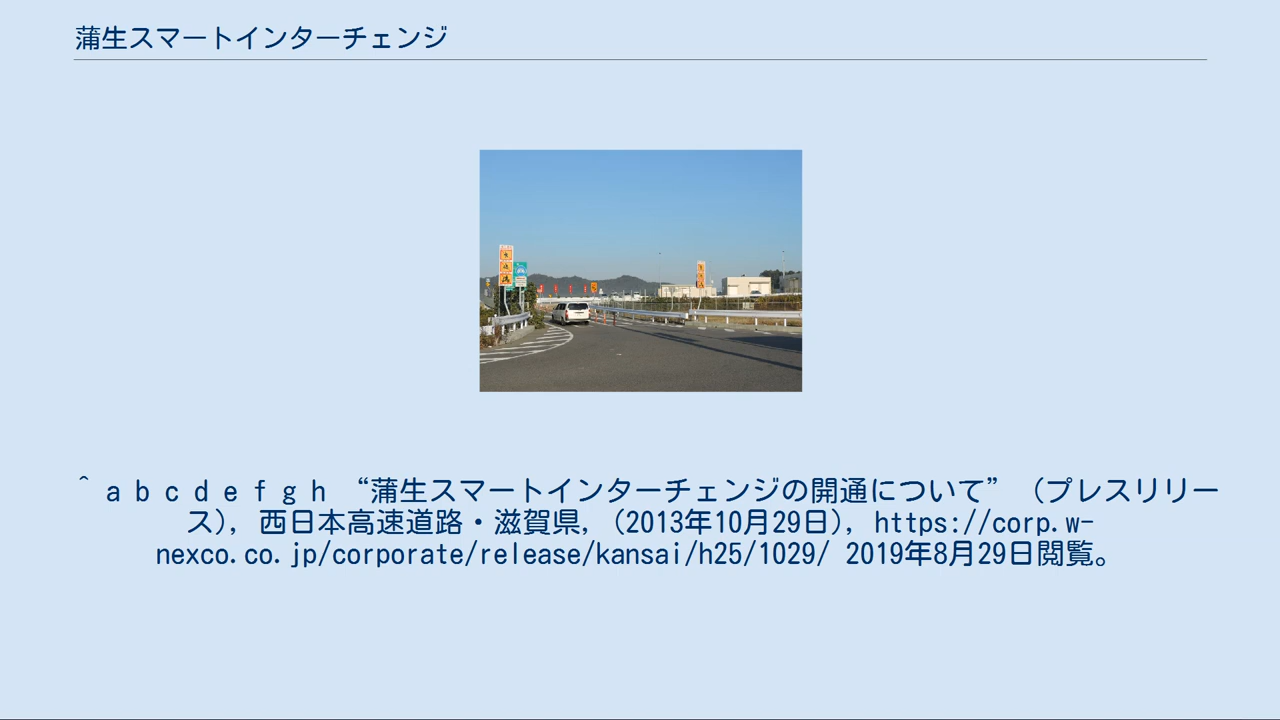 蒲生スマートインターチェンジ
^ a b c d e f g h “蒲生スマートインターチェンジの開通について” （プレスリリー
ス）, 西日本高速道路・滋賀県, （2013年10月29日）, https://corp.w-
nexco.co.jp/corporate/release/kansai/h25/1029/ 2019年8月29日閲覧。